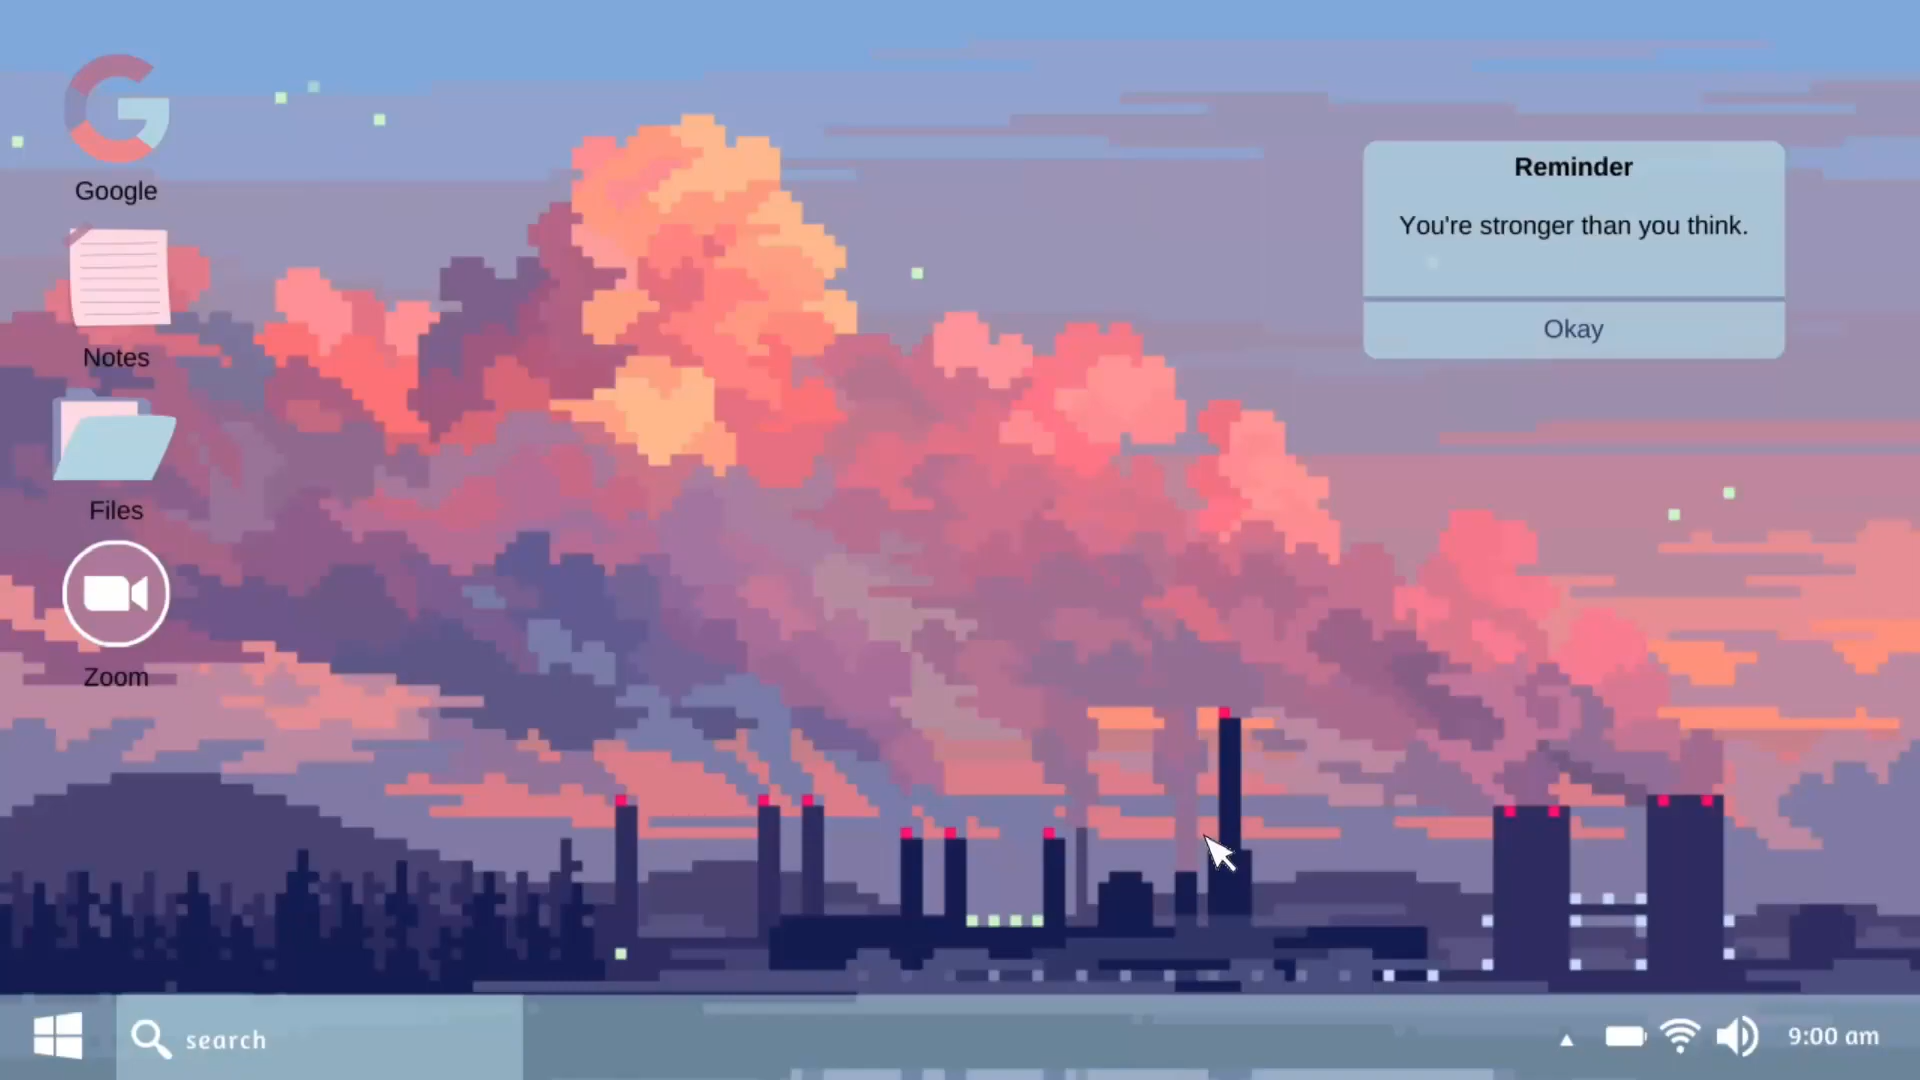 Google
Notes
Files
Zoom
Reminder
You're stronger than you think.
Okay
search
9:00 am